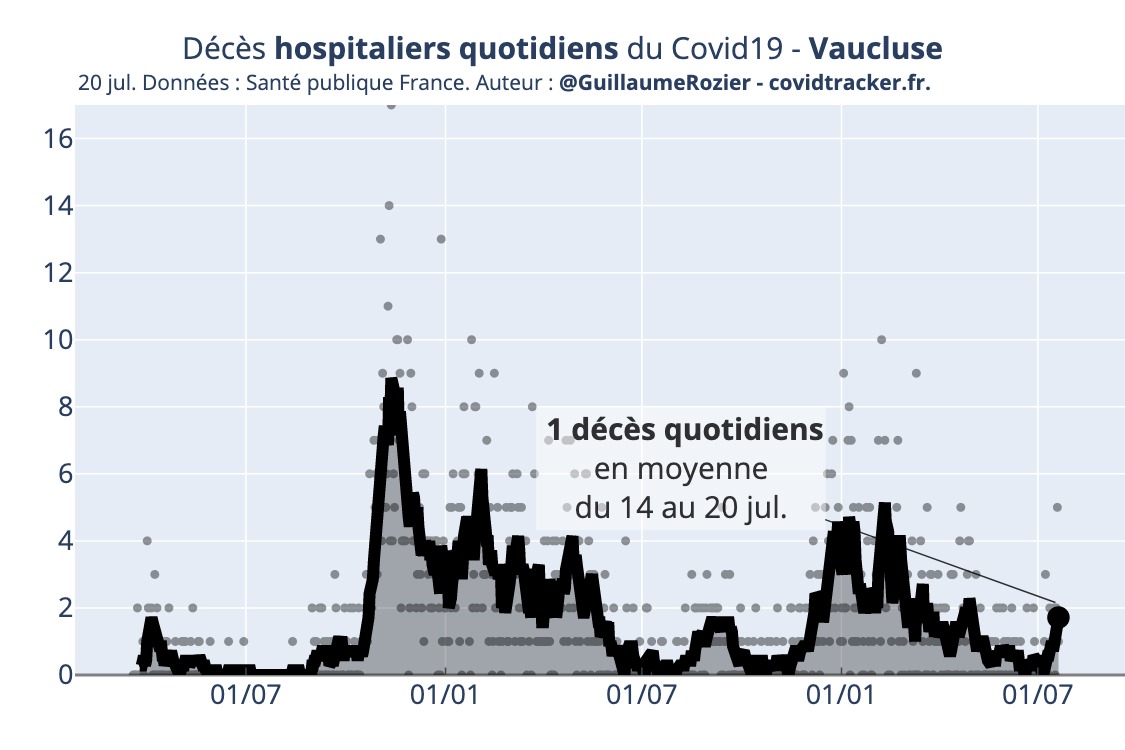 Décès hospitaliers quotidiens du Covid19 - Vaucluse
20 jul. Données : Santé publique France. Auteur : @GuillaumeRozier - covidtracker.fr.
16
14
12
10
8
6
4
2
0
1 décès quotidiens
en moyenne
du 14 au 20 jul.
01/07 01/01 01/07 01/01 01/07